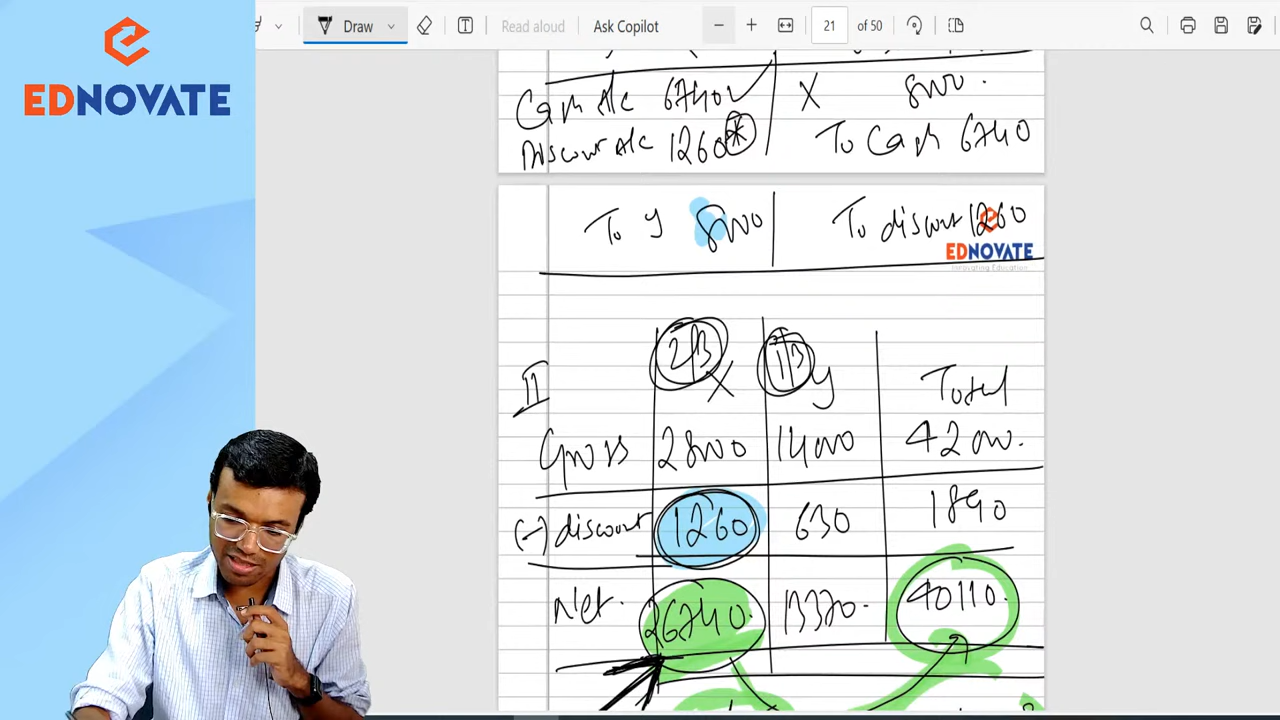 Draw
Read aloud
Ask Copilot
21 of 50
EDNOVATE
Cash A/c 6740
X 8000.
Discount A/c 1260 *
To Cash 6740
To Y 8000
To discount 1260
EDNOVATE
2/3 1/3
II X Y Total
Gross 28000 14000 42000.
(-) discount 1260 630 1890
Net. 26740. 13370. 40110.